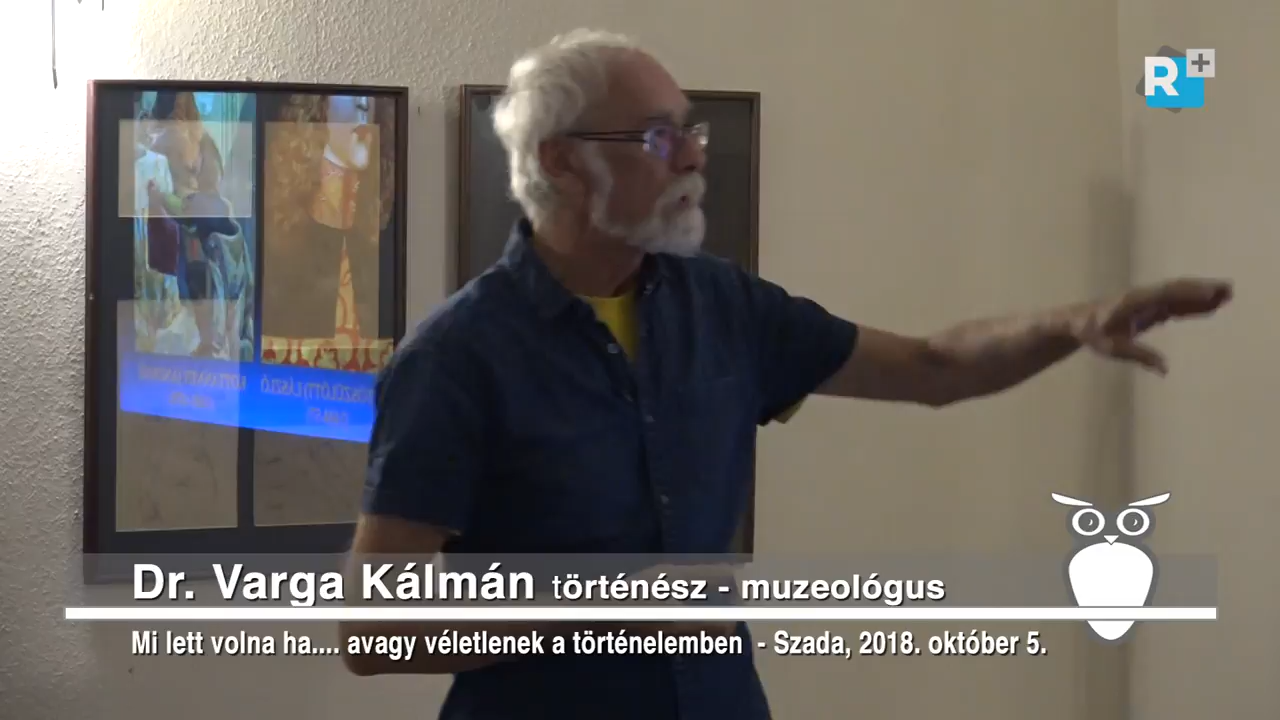 R+
Dr. Varga Kálmán történész - muzeológus
Mi lett volna ha.... avagy véletlenek a történelemben - Szada, 2018. október 5.